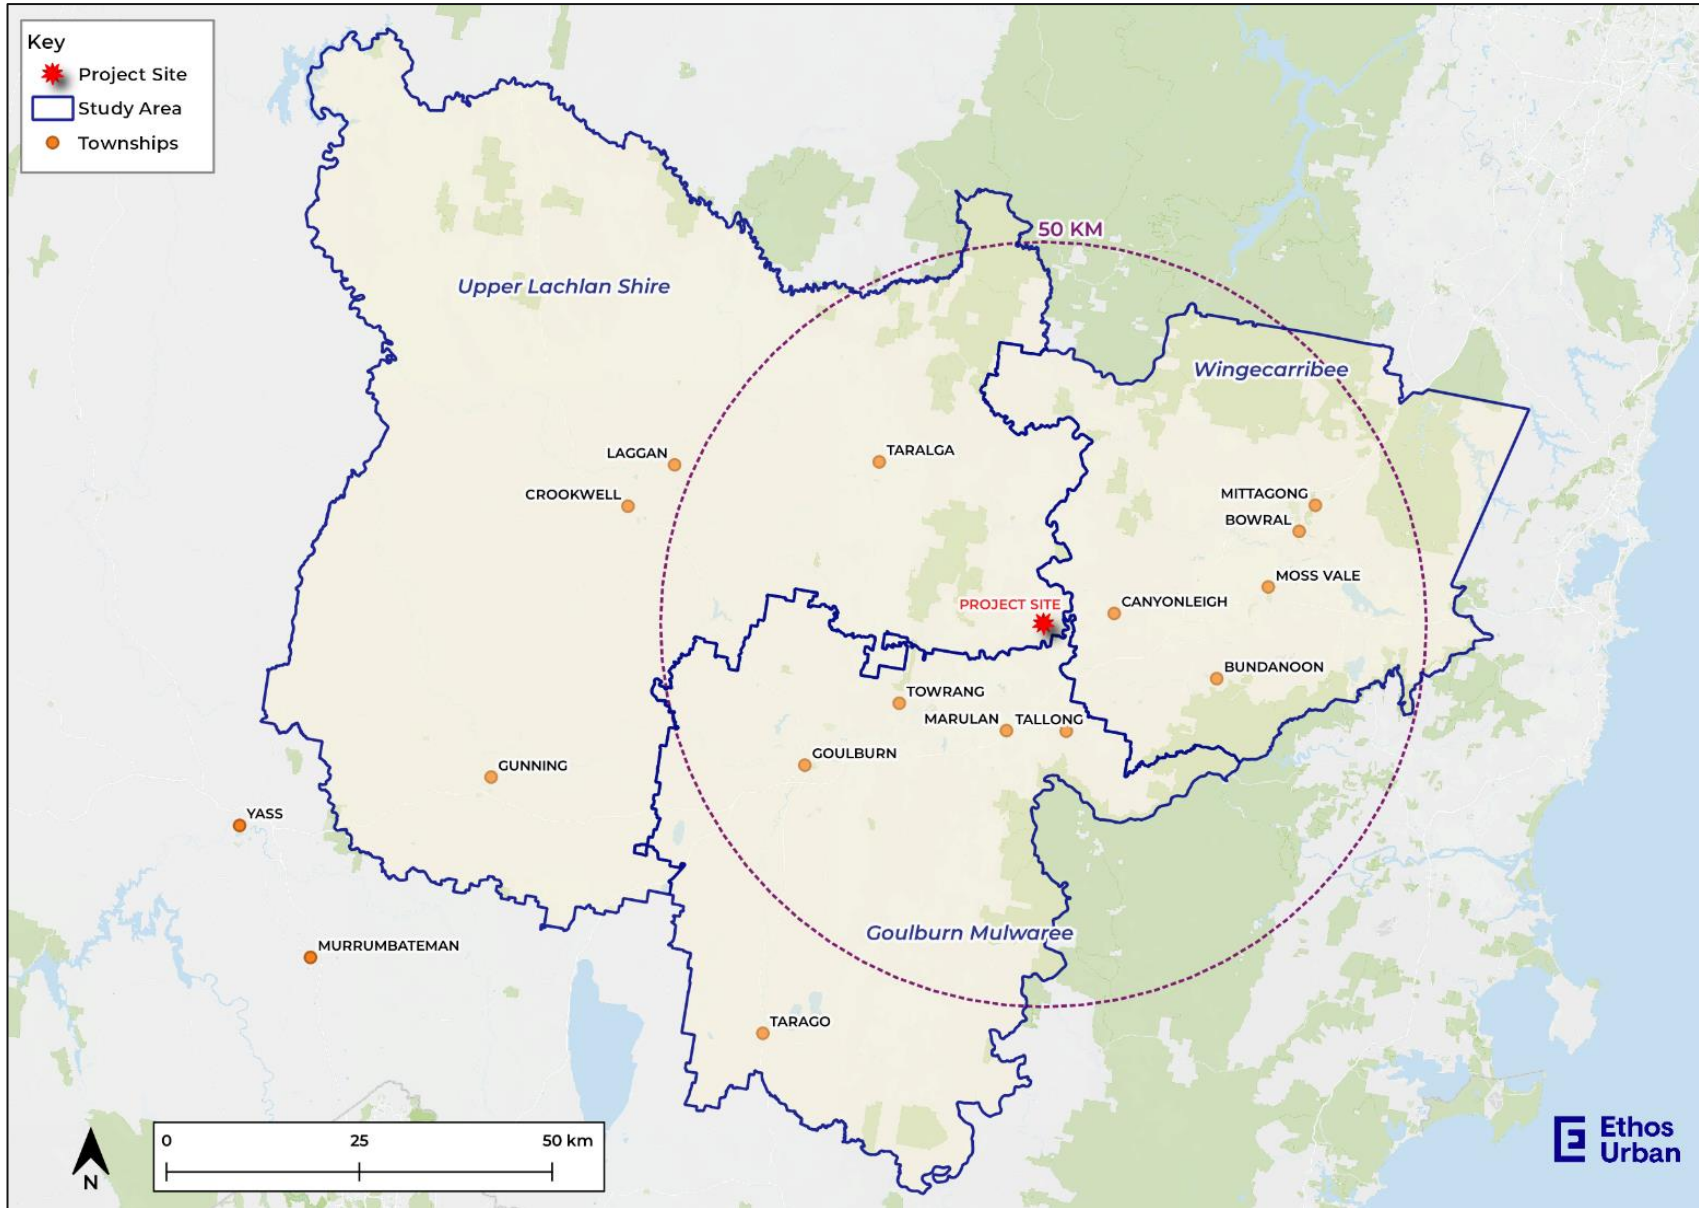 Key
Project Site
Study Area
Townships
50 KM
Upper Lachlan Shire
Wingecarribee
LAGGAN
TARALGA
CROOKWELL
MITTAGONG
BOWRAL
MOSS VALE
PROJECT SITE
CANYONLEIGH
BUNDANOON
TOWRANG
MARULAN
TALLONG
GOULBURN
GUNNING
YASS
Goulburn Mulwaree
MURRUMBATEMAN
TARAGO
0 25 50 km
N
Ethos
Urban